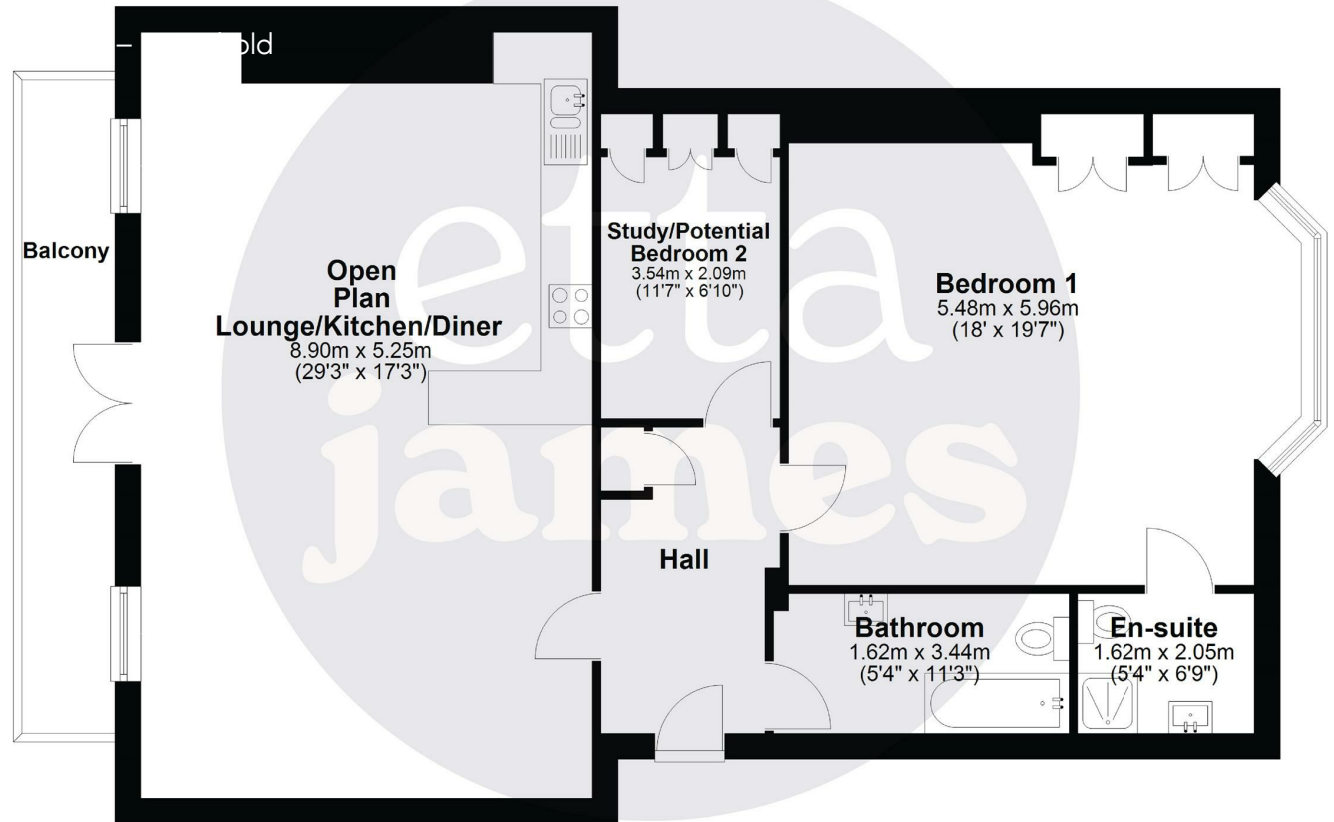 Balcony
Open
Plan
Lounge/Kitchen/Diner
8.90m x 5.25m
(29'3" x 17'3")
Study/Potential
Bedroom 2
3.54m x 2.09m
(11'7" x 6'10")
Bedroom 1
5.48m x 5.96m
(18' x 19'7")
etta
james
Hall
Bathroom
1.62m x 3.44m
(5'4" x 11'3")
En-suite
1.62m x 2.05m
(5'4" x 6'9")